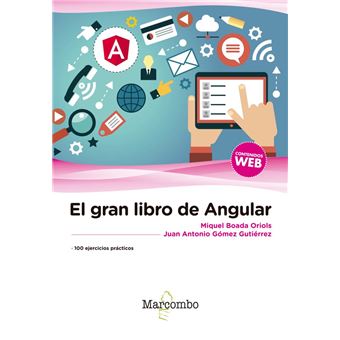 A
CONTENIDOS
WEB
El gran libro de Angular
Miquel Boada Oriols
Juan Antonio Gómez Gutiérrez
· 100 ejercicios prácticos
Marcombo